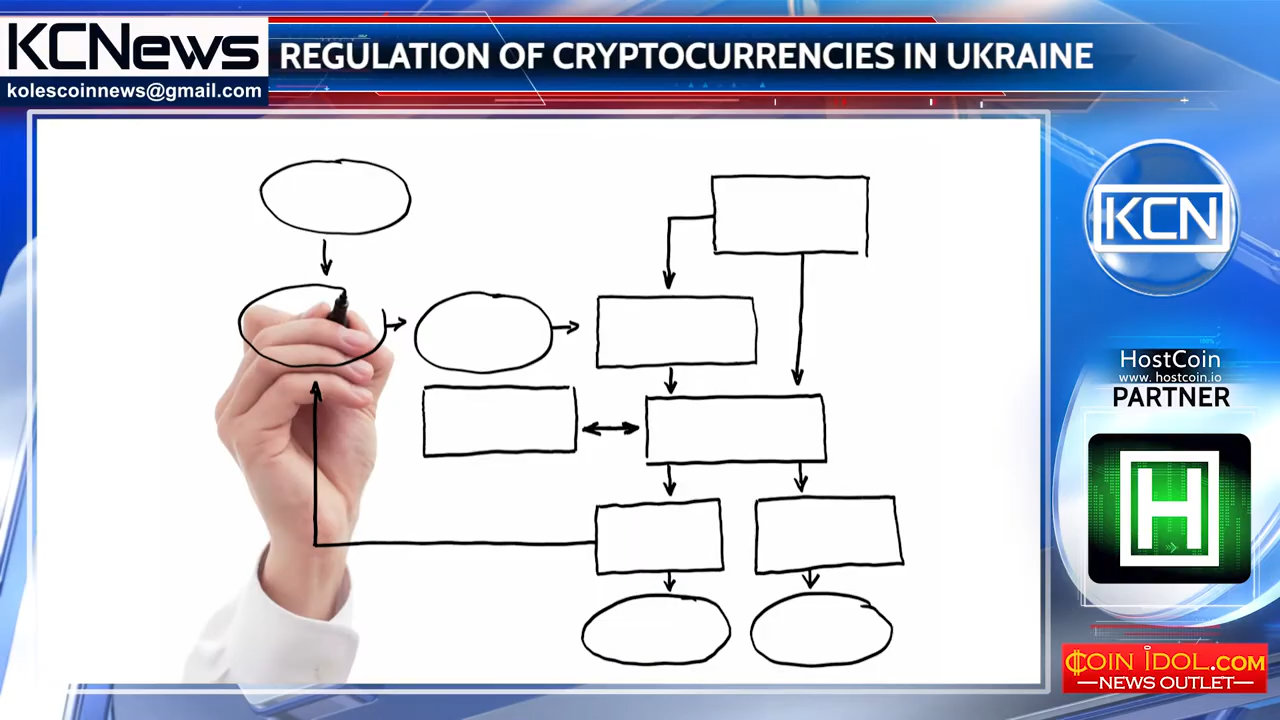 KCNews
kolescoinnews@gmail.com
REGULATION OF CRYPTOCURRENCIES IN UKRAINE
KCN
HostCoin
www. hostcoin.io
PARTNER
H
COIN IDOL.COM
NEWS OUTLET